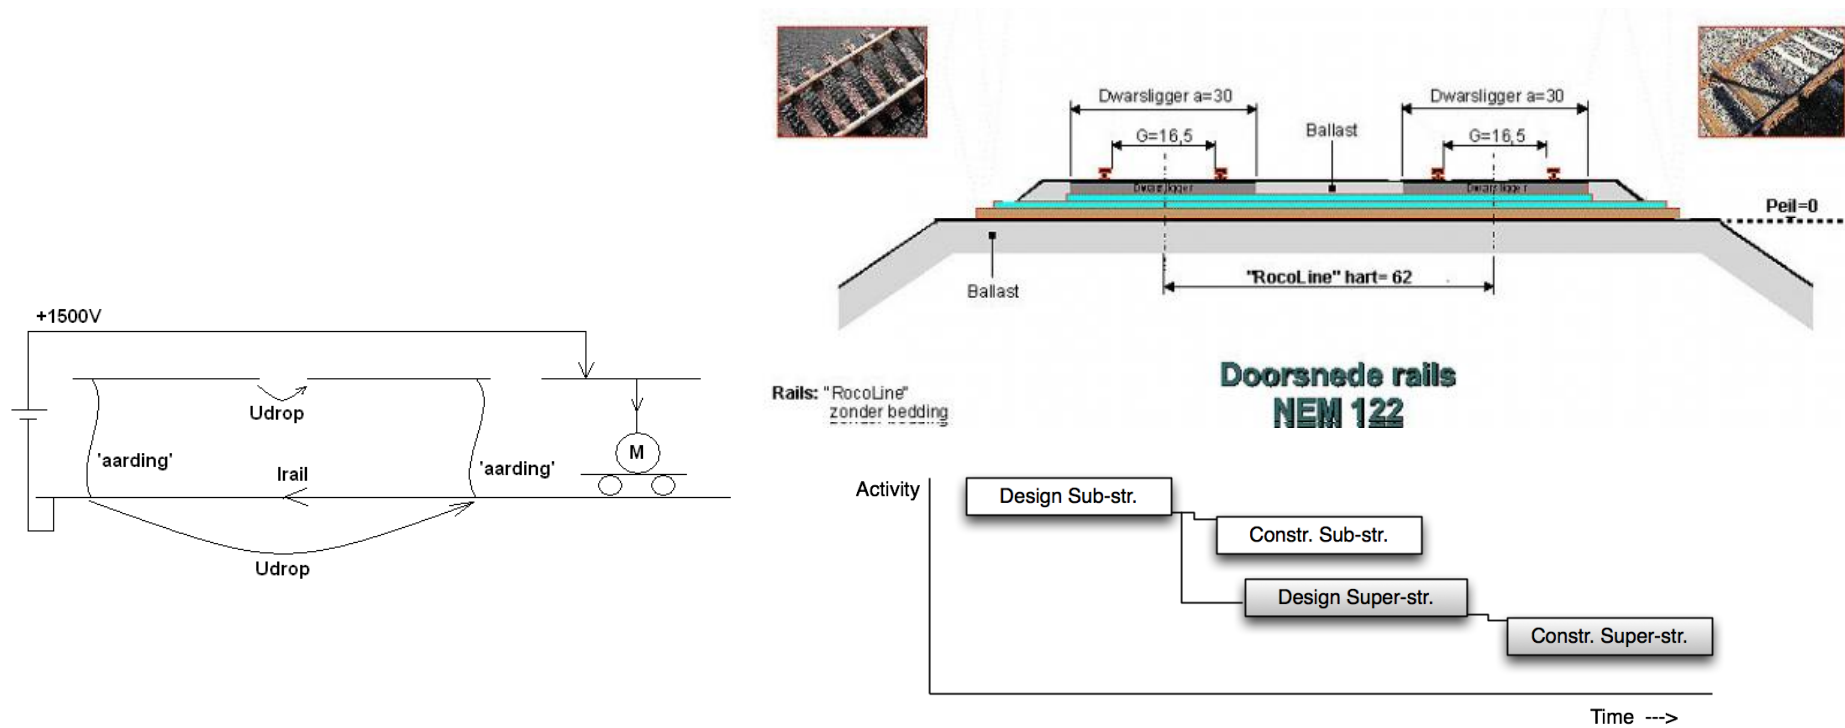 +1500V
Udrop
'aarding'
'aarding'
Irail
M
Udrop
Dwarsligger a=30
Dwarsligger a=30
Ballast
G=16,5
G=16,5
Dwarsligger
Dwarsligger
Peil=0
"RocoLine" hart= 62
Ballast
Doorsnede rails
NEM 122
Rails: "RocoLine"
zonder bedding
Activity
Design Sub-str.
Constr. Sub-str.
Design Super-str.
Constr. Super-str.
Time --->